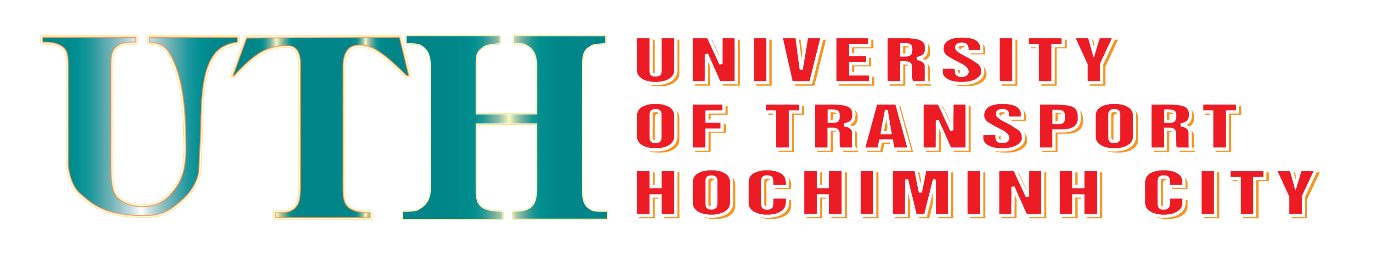 UTH
UNIVERSITY
OF TRANSPORT
HOCHIMINH CITY